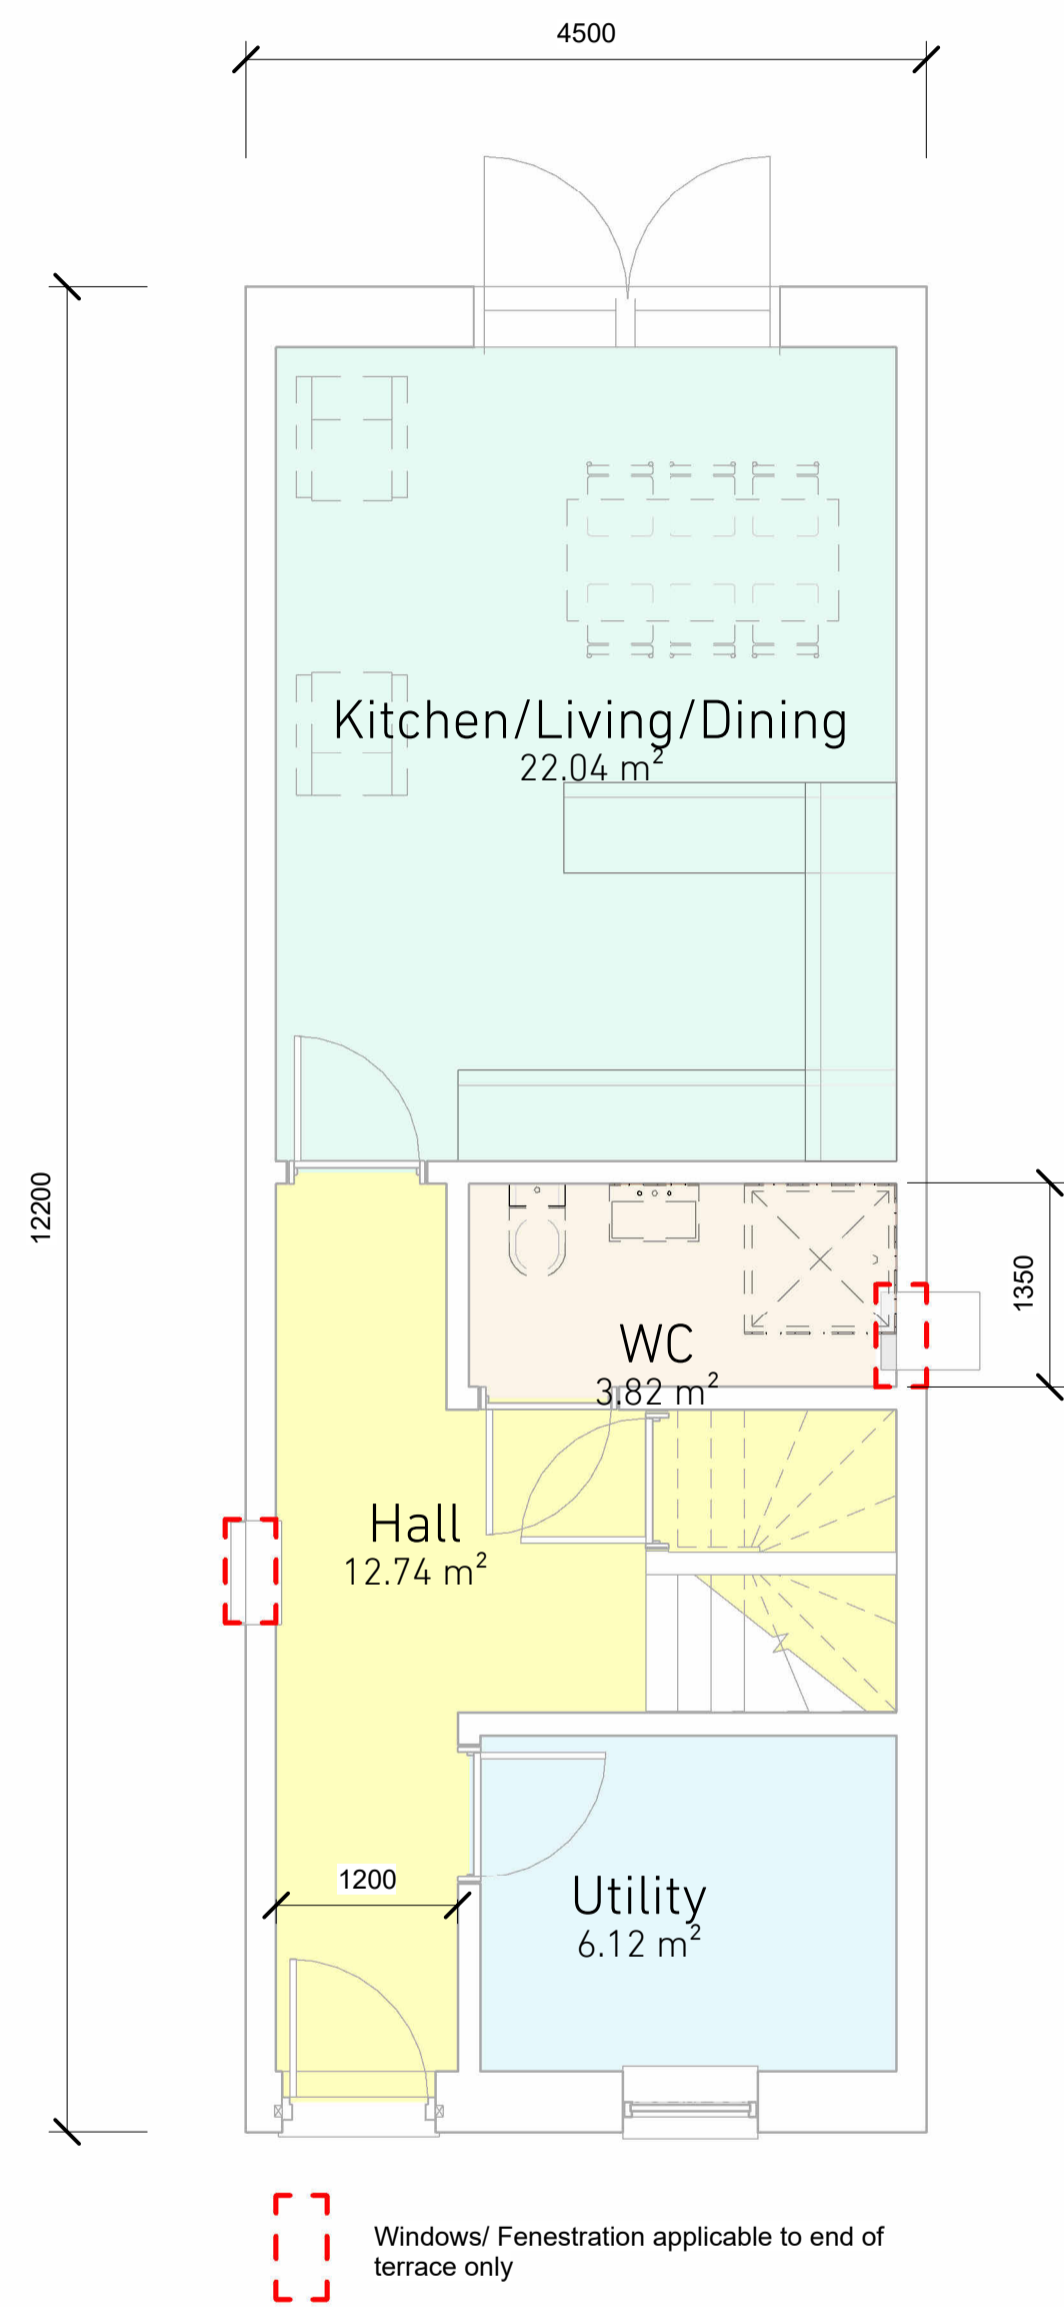 4500
12200
Kitchen/Living/Dining
22.04 m²
1350
WC
3.82 m²
Hall
12.74 m²
1200
Utility
6.12 m²
Windows/ Fenestration applicable to end of
terrace only